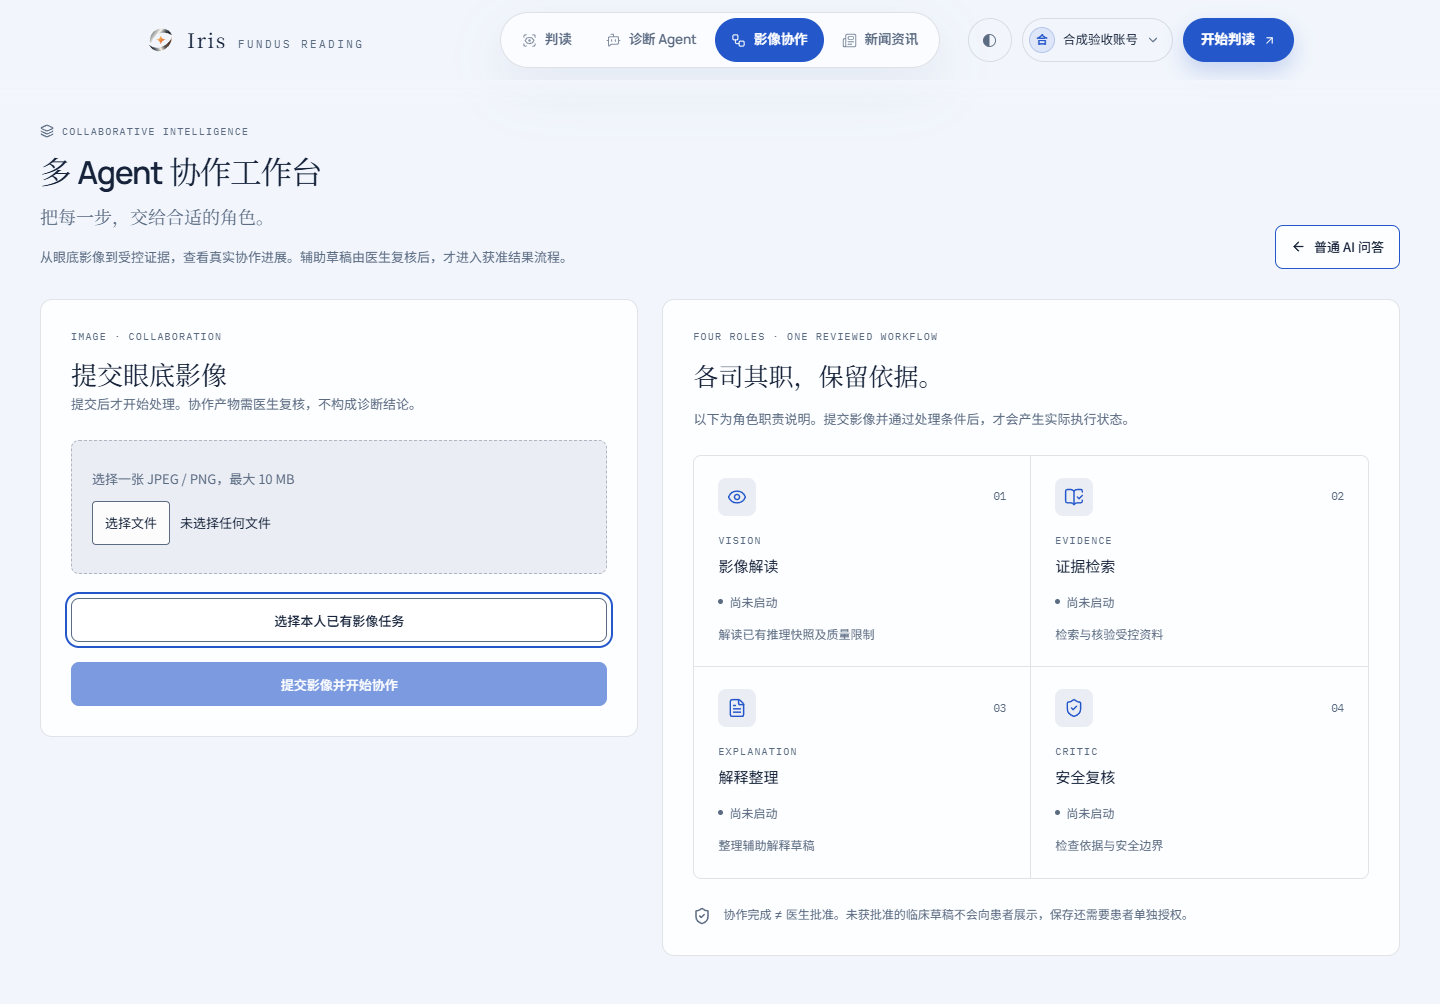 Iris FUNDUS READING
判读
诊断 Agent
影像协作
新闻资讯
合 合成验收账号
开始判读
COLLABORATIVE INTELLIGENCE
多 Agent 协作工作台
把每一步，交给合适的角色。
从眼底影像到受控证据，查看真实协作进展。辅助草稿由医生复核后，才进入获准结果流程。
普通 AI 问答
IMAGE · COLLABORATION
提交眼底影像
提交后才开始处理。协作产物需医生复核，不构成诊断结论。
选择一张 JPEG / PNG，最大 10 MB
选择文件 未选择任何文件
选择本人已有影像任务
提交影像并开始协作
FOUR ROLES · ONE REVIEWED WORKFLOW
各司其职，保留依据。
以下为角色职责说明。提交影像并通过处理条件后，才会产生实际执行状态。
01
VISION
影像解读
尚未启动
解读已有推理快照及质量限制
02
EVIDENCE
证据检索
尚未启动
检索与核验受控资料
03
EXPLANATION
解释整理
尚未启动
整理辅助解释草稿
04
CRITIC
安全复核
尚未启动
检查依据与安全边界
协作完成 ≠ 医生批准。未获批准的临床草稿不会向患者展示，保存还需要患者单独授权。